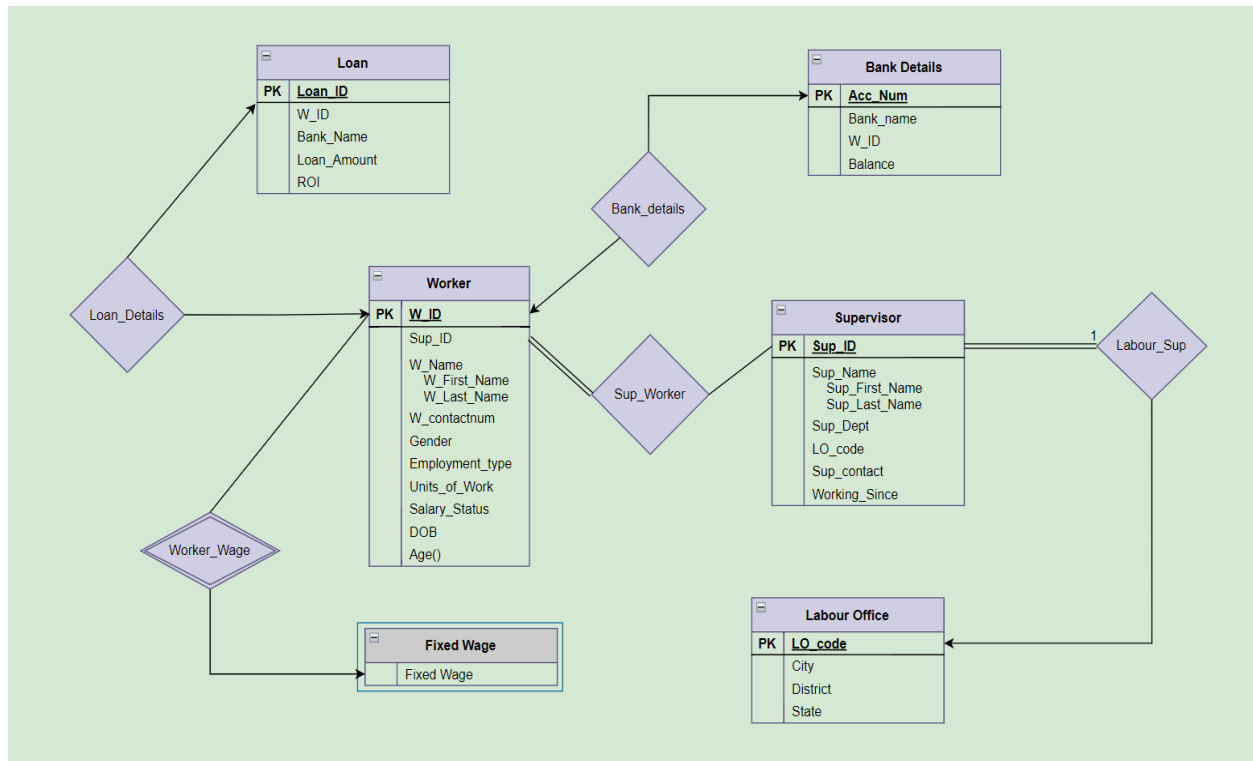 Loan
PK Loan_ID
W_ID
Bank_Name
Loan_Amount
ROI
Bank Details
PK Acc_Num
Bank_name
W_ID
Balance
Bank_details
Loan_Details
Worker
PK W_ID
Sup_ID
W_Name
W_First_Name
W_Last_Name
W_contactnum
Gender
Employment_type
Units_of_Work
Salary_Status
DOB
Age()
Sup_Worker
Supervisor
PK Sup_ID
Sup_Name
Sup_First_Name
Sup_Last_Name
Sup_Dept
LO_code
Sup_contact
Working_Since
1
Labour_Sup
Worker_Wage
Fixed Wage
Fixed Wage
Labour Office
PK LO_code
City
District
State